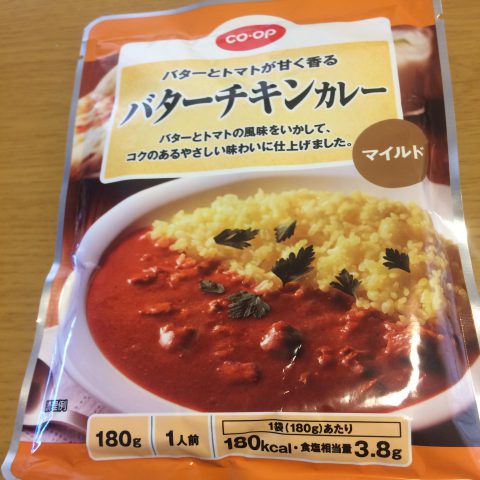 CO·OP
バターとトマトが甘く香る
バターチキンカレー
バターとトマトの風味をいかして、
コクのあるやさしい味わいに仕上げました。
マイルド
調理例
180g
1人前
1袋(180g)あたり
180kcal・食塩相当量3.8g